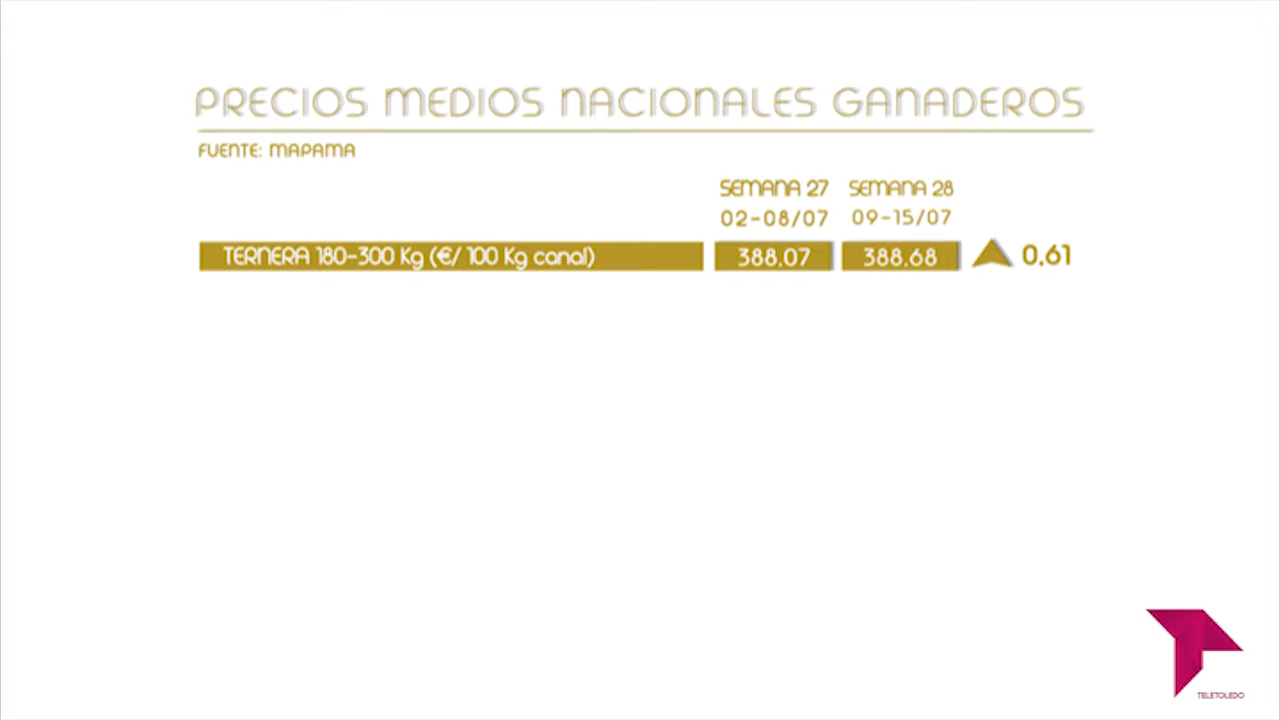 PRECIOS MEDIOS NACIONALES GANADEROS
FUENTE: MAPAMA
SEMANA 27 SEMANA 28
02-08/07 09-15/07
TERNERA 180-300 Kg (€/ 100 Kg canal) 388.07 388.68 0.61
TELETOLEDO